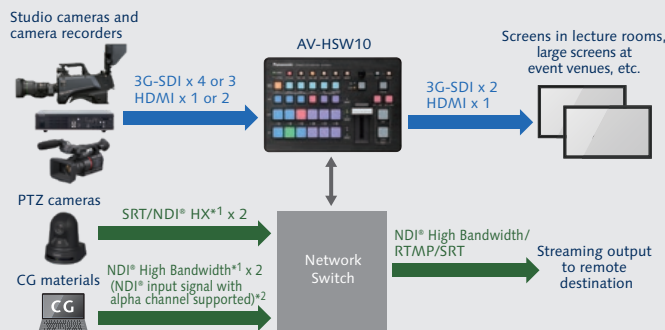 Studio cameras and
camera recorders
AV-HSW10
Screens in lecture rooms,
large screens at
event venues, etc.
3G-SDI x 4 or 3
HDMI x 1 or 2
3G-SDI x 2
HDMI x 1
Panasonic
PTZ cameras
SRT/NDI® HX*1 x 2
CG materials
CG
NDI® High Bandwidth*1 x 2
(NDI® input signal with
alpha channel supported)*2
Network
Switch
NDI® High Bandwidth/
RTMP/SRT
Streaming output
to remote
destination